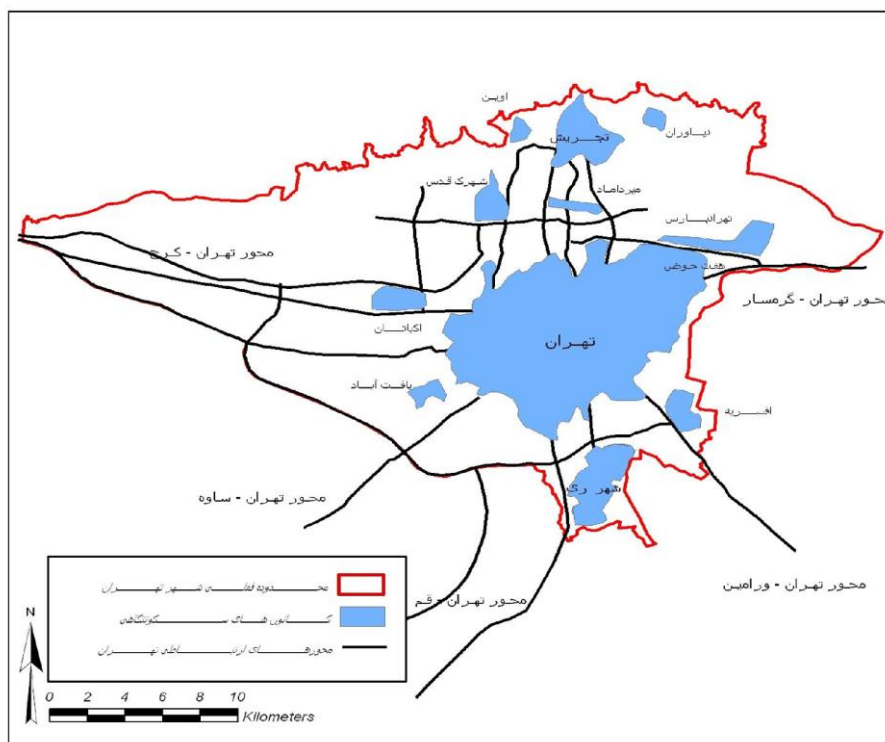 اوین
تجریش
نیاوران
شهرک قدس
میرداماد
تهرانپارس
محور تهران - کرج
هفت حوض
محور تهران - گرمسار
اکباتان
تهران
یافت آباد
افسریه
شهر ری
محور تهران - ساوه
محور تهران - ورامین
محور تهران - قم
محدوده فعلی شهر تهران
کانون های سکونتگاهی
محورهای ارتباطی تهران
N
0 2 4 6 8 10
Kilometers